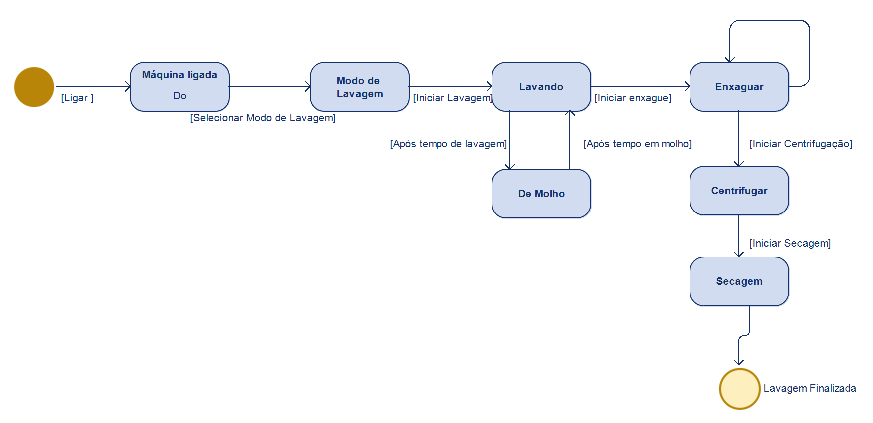 Máquina ligada
Do
Modo de
Lavagem
Lavando
Enxaguar
[Ligar ]
[Iniciar Lavagem]
[Iniciar enxague]
[Selecionar Modo de Lavagem]
[Após tempo de lavagem]
[Após tempo em molho]
[Iniciar Centrifugação]
De Molho
Centrifugar
[Iniciar Secagem]
Secagem
Lavagem Finalizada